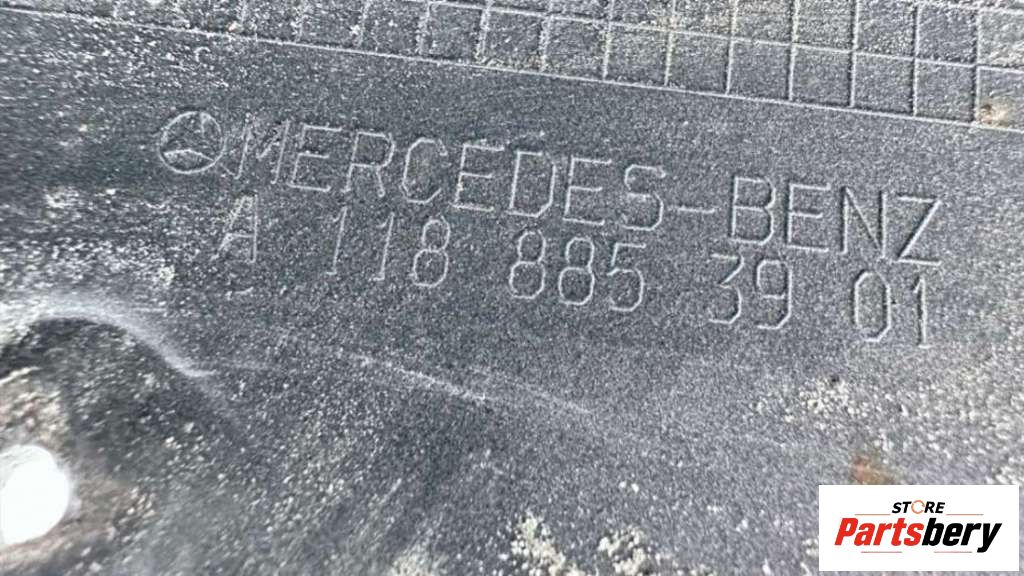 MERCEDES-BENZ
A 118 885 39 01
STORE
Partsbery